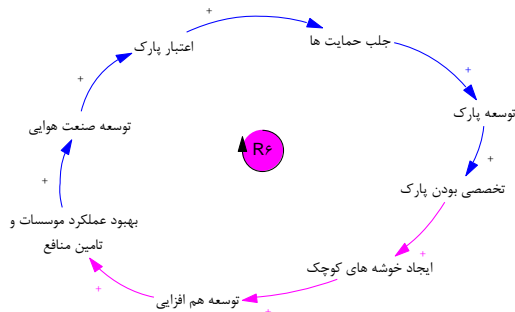 +
اعتبار پارک
جلب حمایت ها
+
+
توسعه پارک
توسعه صنعت هوایی
R۶
+
+
تخصصی بودن پارک
بهبود عملکرد موسسات و
تامین منافع
+
ایجاد خوشه های کوچک
+
توسعه هم افزایی
+